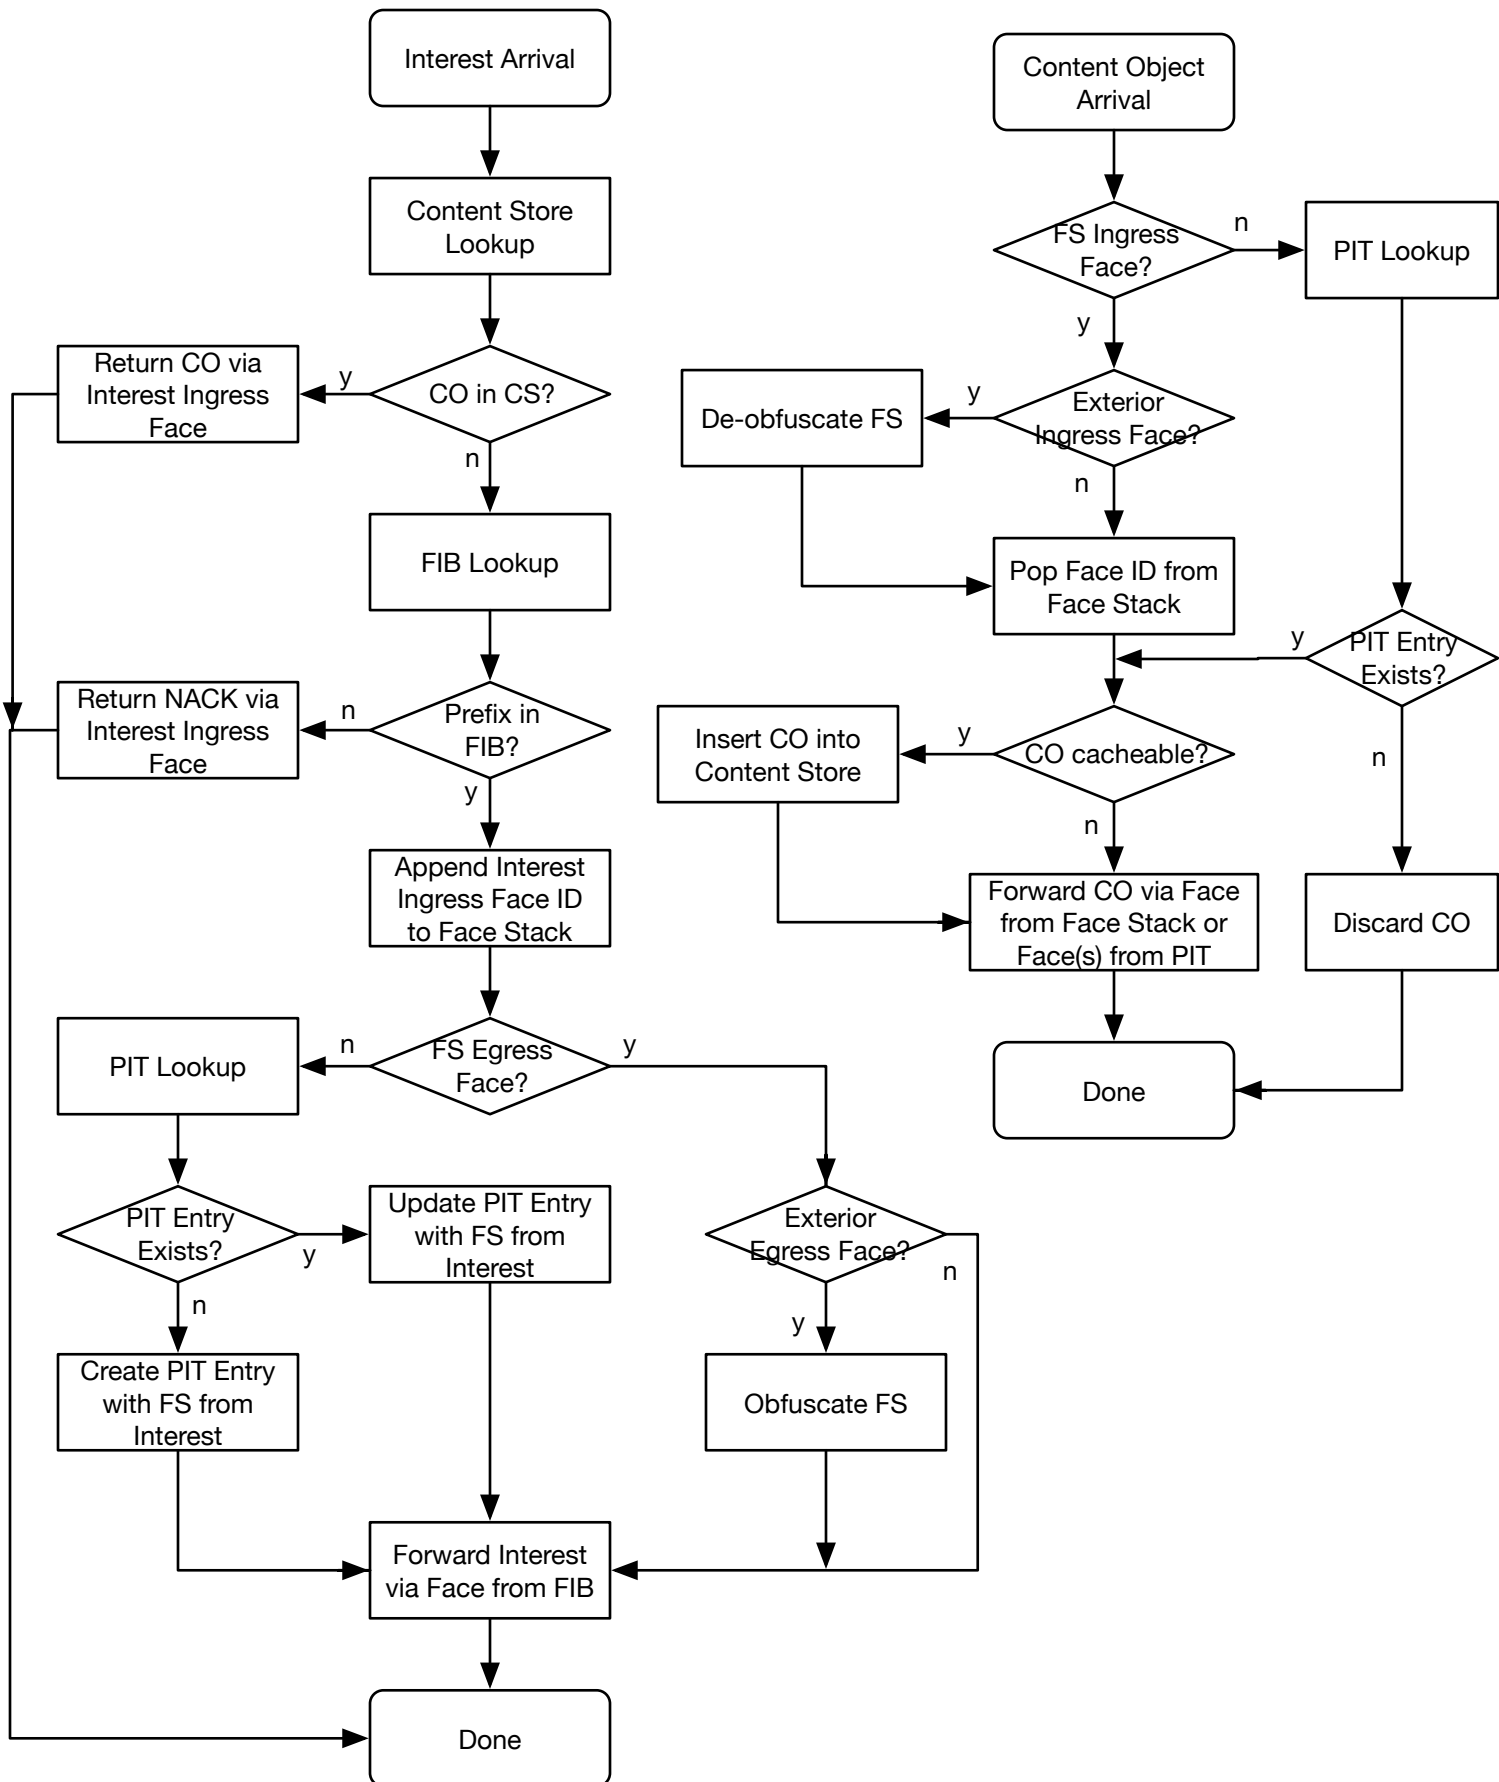 Interest Arrival
Content Store
Lookup
CO in CS?
y
n
Return CO via
Interest Ingress
Face
FIB Lookup
Prefix in
FIB?
n
y
Return NACK via
Interest Ingress
Face
Append Interest
Ingress Face ID
to Face Stack
FS Egress
Face?
n
y
PIT Lookup
PIT Entry
Exists?
y
n
Update PIT Entry
with FS from
Interest
Create PIT Entry
with FS from
Interest
Exterior
Egress Face?
n
y
Obfuscate FS
Forward Interest
via Face from FIB
Done
Content Object
Arrival
FS Ingress
Face?
n
y
PIT Lookup
Exterior
Ingress Face?
y
n
De-obfuscate FS
Pop Face ID from
Face Stack
PIT Entry
Exists?
y
n
CO cacheable?
y
n
Insert CO into
Content Store
Forward CO via Face
from Face Stack or
Face(s) from PIT
Discard CO
Done